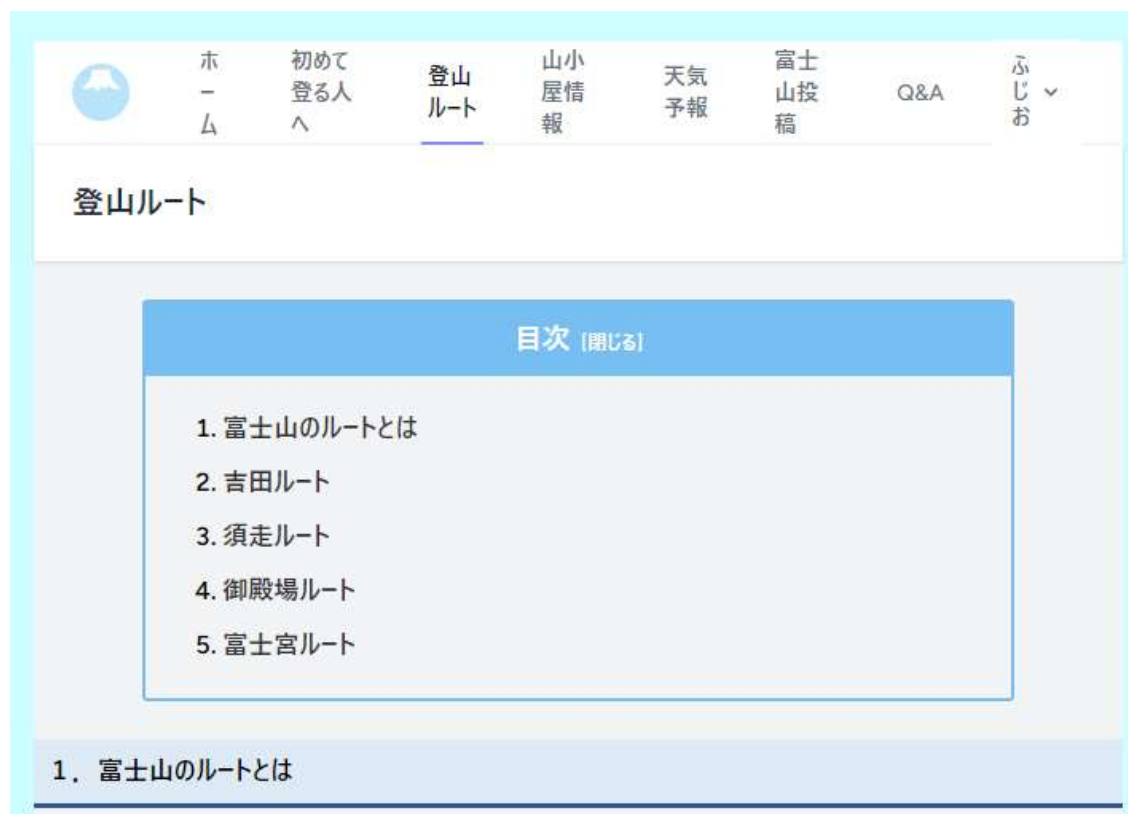 ホーム
初めて登る人へ
登山ルート
山小屋情報
天気予報
富士山投稿
Q&A
ふじお
登山ルート
目次 [閉じる]
1. 富士山のルートとは
2. 吉田ルート
3. 須走ルート
4. 御殿場ルート
5. 富士宮ルート
1. 富士山のルートとは